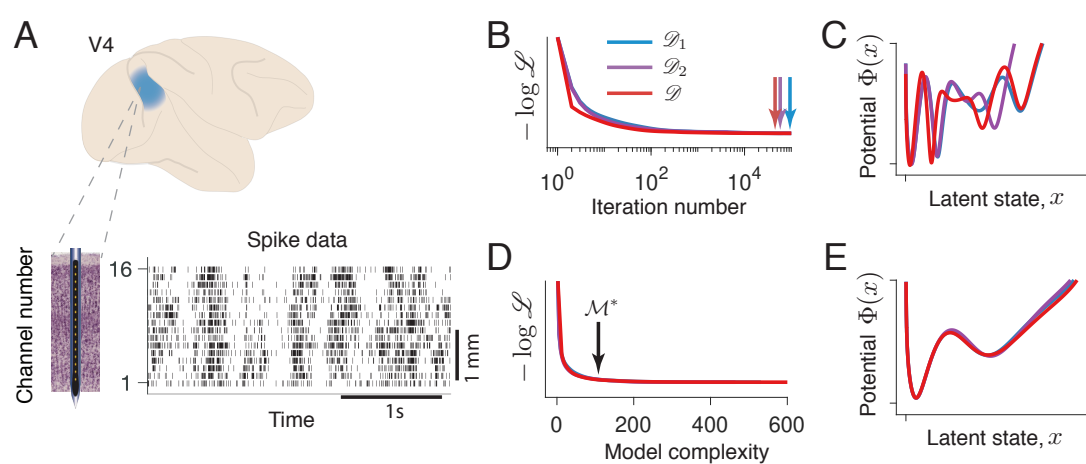 A
V4
Spike data
Channel number
16
1
1 mm
1s
Time
B
𝒟₁
𝒟₂
𝒟
− log ℒ
10⁰
10²
10⁴
Iteration number
C
Potential Φ(x)
Latent state, x
D
ℳ*
− log ℒ
0
200
400
600
Model complexity
E
Potential Φ(x)
Latent state, x